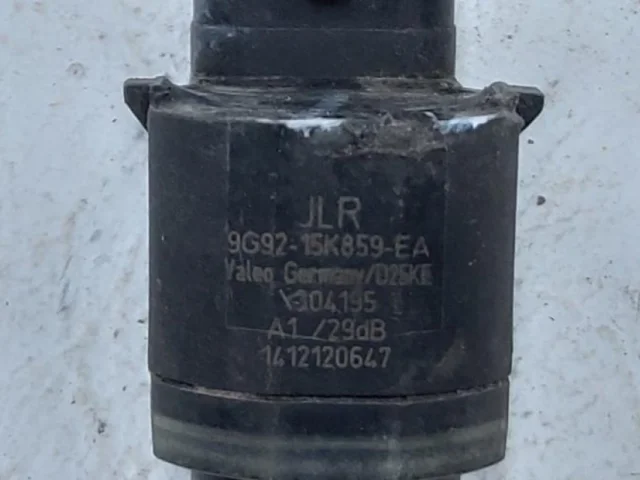 JLR
9G92-15K859-EA
Valeo Germany/D25KE
304195
A1 /29dB
1412120647